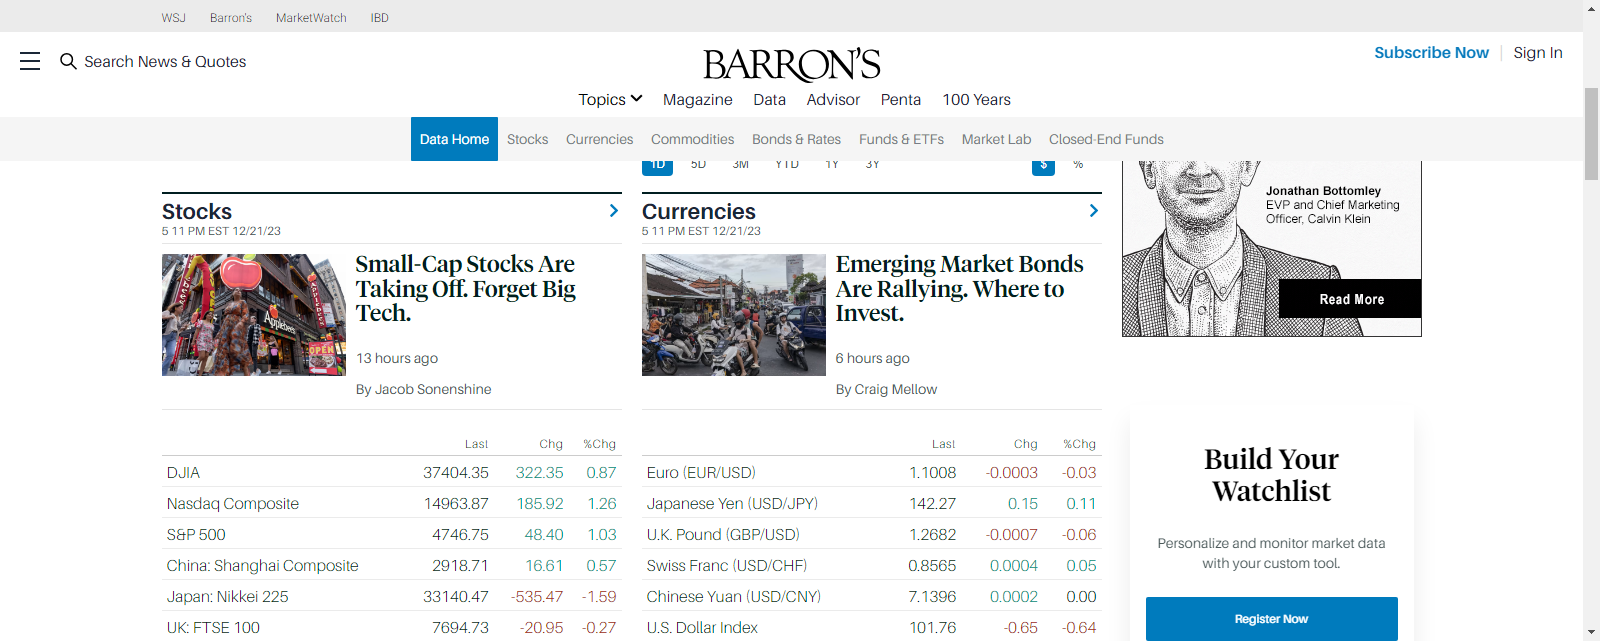 WSJ Barron's MarketWatch IBD
Search News & Quotes
BARRON'S
Subscribe Now Sign In
Topics Magazine Data Advisor Penta 100 Years
Data Home Stocks Currencies Commodities Bonds & Rates Funds & ETFs Market Lab Closed-End Funds
1D 5D 3M YTD 1Y 3Y $ %
Stocks
5 11 PM EST 12/21/23
Applebee's
OPEN
Small-Cap Stocks Are
Taking Off. Forget Big
Tech.
13 hours ago
By Jacob Sonenshine
Last Chg %Chg
DJIA 37404.35 322.35 0.87
Nasdaq Composite 14963.87 185.92 1.26
S&P 500 4746.75 48.40 1.03
China: Shanghai Composite 2918.71 16.61 0.57
Japan: Nikkei 225 33140.47 -535.47 -1.59
UK: FTSE 100 7694.73 -20.95 -0.27
Currencies
5 11 PM EST 12/21/23
Emerging Market Bonds
Are Rallying. Where to
Invest.
6 hours ago
By Craig Mellow
Last Chg %Chg
Euro (EUR/USD) 1.1008 -0.0003 -0.03
Japanese Yen (USD/JPY) 142.27 0.15 0.11
U.K. Pound (GBP/USD) 1.2682 -0.0007 -0.06
Swiss Franc (USD/CHF) 0.8565 0.0004 0.05
Chinese Yuan (USD/CNY) 7.1396 0.0002 0.00
U.S. Dollar Index 101.76 -0.65 -0.64
Jonathan Bottomley
EVP and Chief Marketing
Officer, Calvin Klein
Read More
Build Your
Watchlist
Personalize and monitor market data
with your custom tool.
Register Now